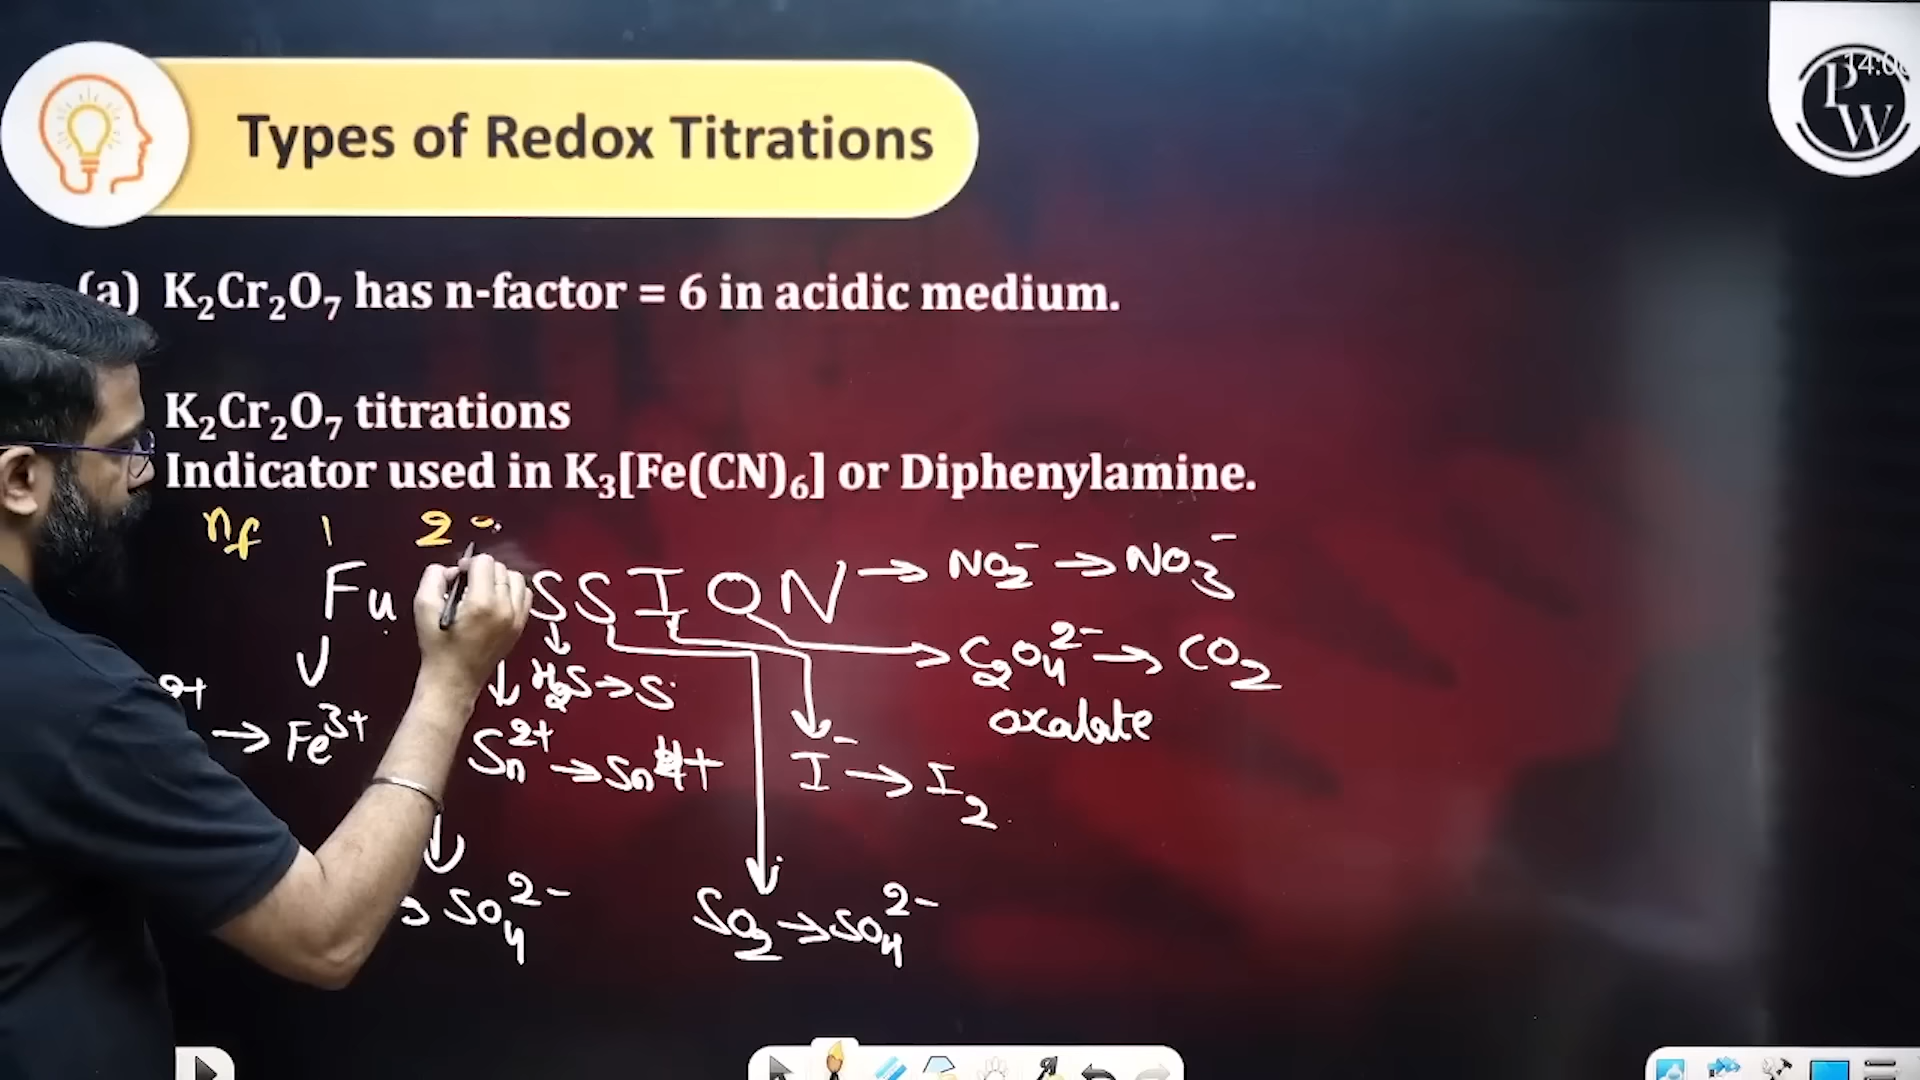 Types of Redox Titrations
PW
(a) K₂Cr₂O₇ has n-factor = 6 in acidic medium.
K₂Cr₂O₇ titrations
Indicator used in K₃[Fe(CN)₆] or Diphenylamine.
nf 1 2
Fu SSION → NO₂⁻ → NO₃⁻
C₂O₄²⁻ → CO₂
oxalate
H₂S → S
2+ → Fe³⁺
Sn²⁺ → Sn4+
I⁻ → I₂
SO₄²⁻
SO₂ → SO₄²⁻